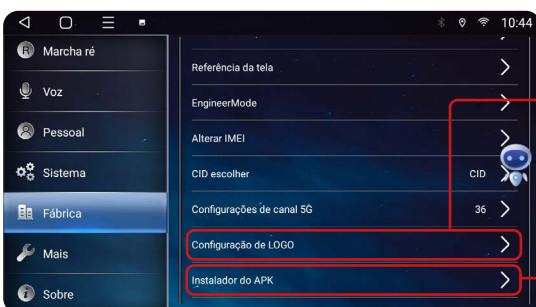 10:44
R
Marcha ré
Voz
Pessoal
Sistema
Fábrica
Mais
Sobre
Referência da tela
EngineerMode
Alterar IMEI
CID escolher CID
Configurações de canal 5G 36
Configuração de LOGO
Instalador do APK